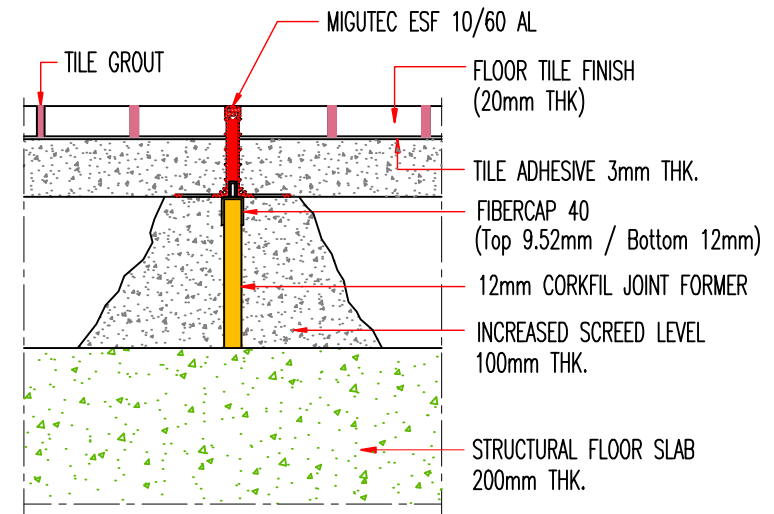 MIGUTEC ESF 10/60 AL
TILE GROUT
FLOOR TILE FINISH
(20mm THK)
TILE ADHESIVE 3mm THK.
FIBERCAP 40
(Top 9.52mm / Bottom 12mm)
12mm CORKFIL JOINT FORMER
INCREASED SCREED LEVEL
100mm THK.
STRUCTURAL FLOOR SLAB
200mm THK.